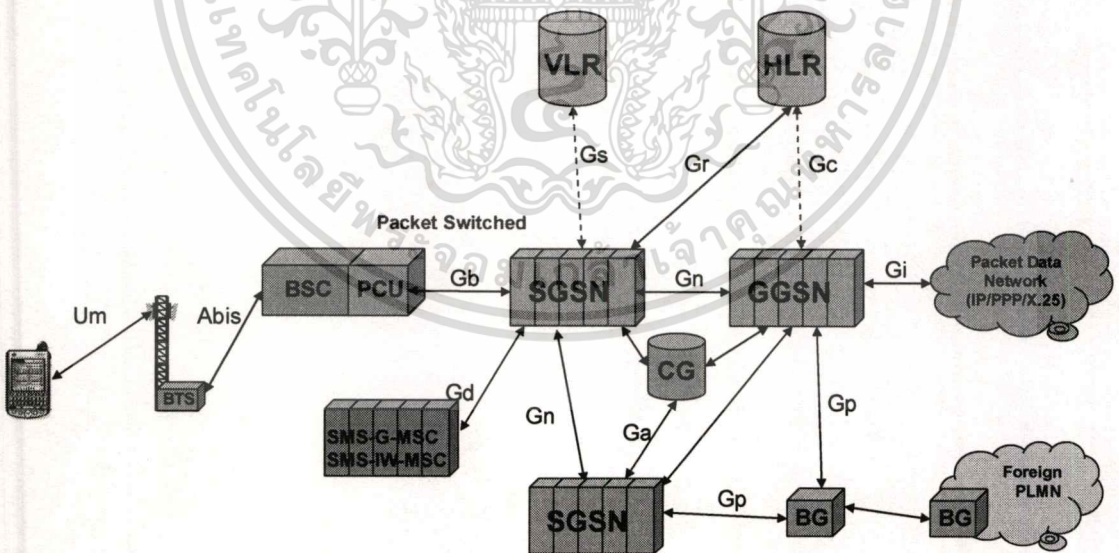 VLR
HLR
Gs
Gr
Gc
Packet Switched
BSC
PCU
Gb
SGSN
Gn
GGSN
Gi
Packet Data
Network
(IP/PPP/X.25)
Um
Abis
BTS
CG
Gd
SMS-G-MSC
SMS-IW-MSC
Gn
Ga
Gp
SGSN
Gp
BG
BG
Foreign
PLMN